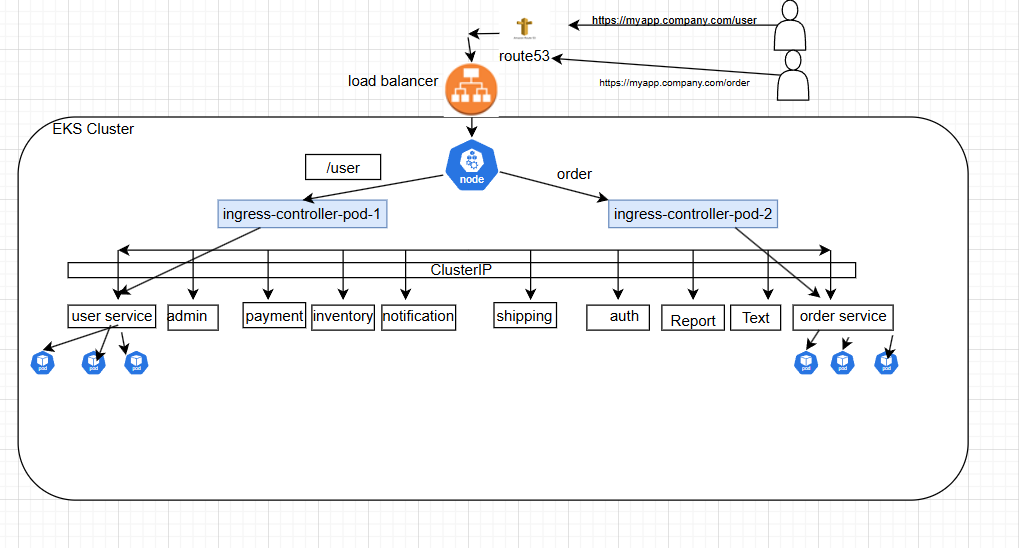 https://myapp.company.com/user
route53
load balancer
https://myapp.company.com/order
EKS Cluster
/user
node
order
ingress-controller-pod-1
ingress-controller-pod-2
ClusterIP
user service
admin
payment
inventory
notification
shipping
auth
Report
Text
order service
pod
pod
pod
pod
pod
pod